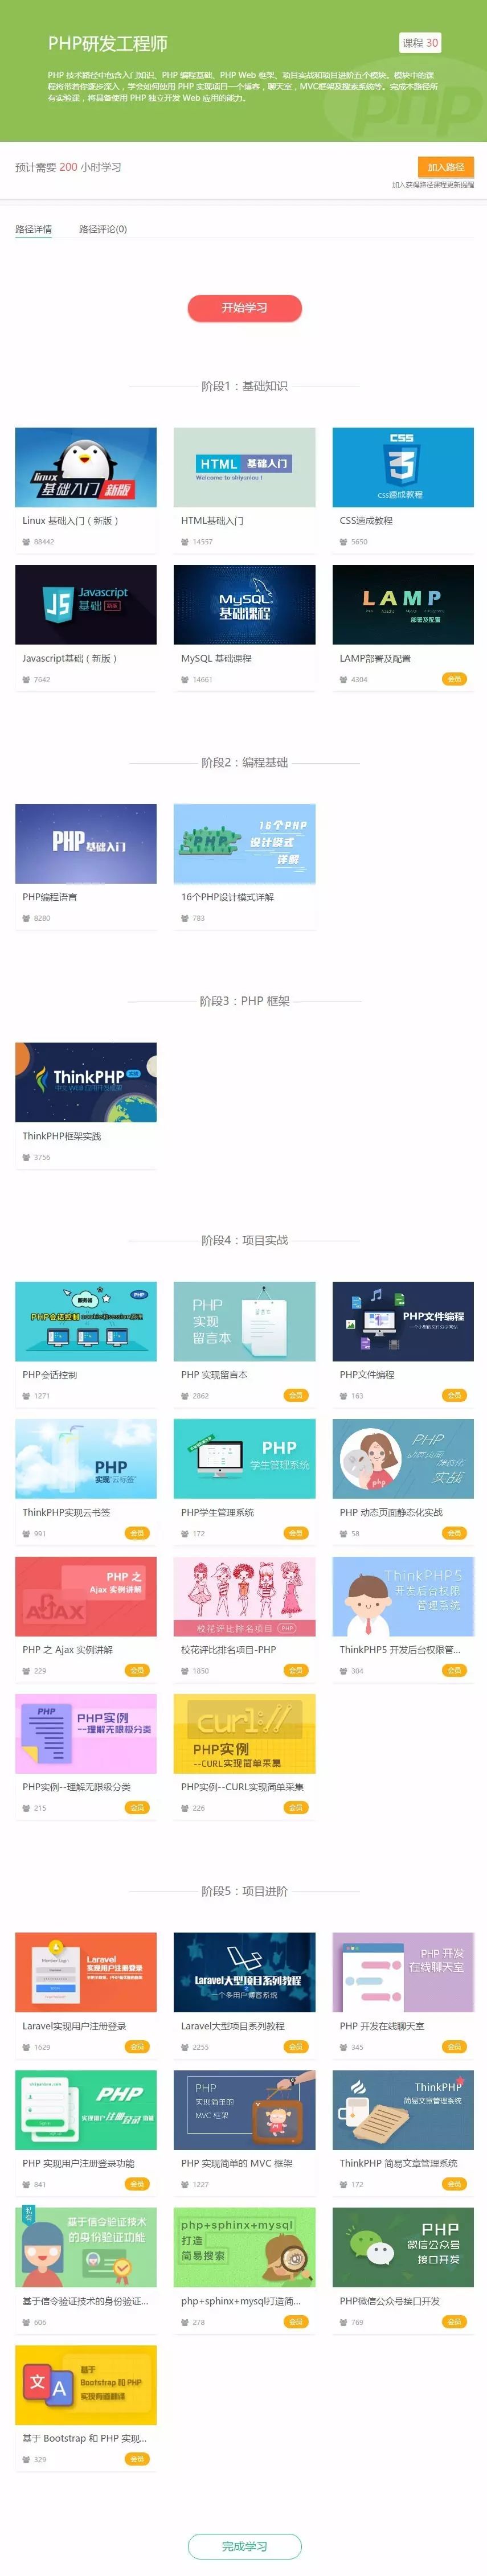 PHP研发工程师
课程 30
PHP 技术路径中包含入门知识、PHP 编程基础、PHP Web 框架、项目实战和项目进阶五个模块。模块中的课
程将带着你逐步深入，学会如何使用 PHP 实现项目一个博客，聊天室，MVC框架及搜索系统等。完成本路径所
有实验课，将具备使用 PHP 独立开发 Web 应用的能力。
php
预计需要 200 小时学习
加入路径
加入获得路径课程更新提醒
路径详情
路径评论(0)
开始学习
阶段1：基础知识
linux
基础入门 新版
HTML 基础入门
Welcome to shiyanlou !
CSS
3
css速成教程
Linux 基础入门（新版）
HTML基础入门
CSS速成教程
88442
14557
5650
JS Javascript
基础 新版
MySQL
基础课程
LAMP
部署及配置
Javascript基础（新版）
MySQL 基础课程
LAMP部署及配置
7642
14661
4304
会员
阶段2：编程基础
PHP基础入门
PHP
16个PHP
设计模式
详解
PHP编程语言
16个PHP设计模式详解
8280
783
阶段3：PHP 框架
ThinkPHP
中文WEB应用开发框架
ThinkPHP框架实践
3756
阶段4：项目实战
服务器
PHP
PHP会话控制
PHP
实现
留言本
PHP文件编程
PHP会话控制
PHP 实现留言本
PHP文件编程
1271
2862
会员
163
会员
PHP
实现“云标签”
PHP
学生管理系统
PHP
动态页面静态化
实战
php
ThinkPHP实现云书签
PHP学生管理系统
PHP 动态页面静态化实战
991
会员
172
会员
58
会员
PHP 之
Ajax 实例讲解
AJAX
校花评比排名项目 PHP
ThinkPHP5
开发后台权限
管理系统
PHP 之 Ajax 实例讲解
校花评比排名项目-PHP
ThinkPHP5 开发后台权限管...
229
会员
1850
会员
304
会员
PHP
PHP实例
--理解无限极分类
curl://
PHP实例
--CURL实现简单采集
PHP实例--理解无限级分类
PHP实例--CURL实现简单采集
215
会员
226
会员
阶段5：项目进阶
Member Login
Laravel
实现用户注册登录
Laravel大型项目系列教程
之
一个多用户博客系统
PHP 开发
在线聊天室
Laravel实现用户注册登录
Laravel大型项目系列教程
PHP 开发在线聊天室
1629
会员
2255
会员
345
会员
shiyanlou.com
PHP
实现用户注册登录功能
PHP
实现简单的
MVC 框架
ThinkPHP
简易文章管理系统
PHP 实现用户注册登录功能
PHP 实现简单的 MVC 框架
ThinkPHP 简易文章管理系统
841
会员
1227
172
会员
私有
基于信令验证技术
的身份验证功能
php+sphinx+mysql
打造
简易搜索
PHP
微信公众号
接口开发
基于信令验证技术的身份验证...
php+sphinx+mysql打造简...
PHP微信公众号接口开发
606
278
会员
769
会员
文
A
基于
Bootstrap 和 PHP
实现有道翻译
基于 Bootstrap 和 PHP 实现...
329
会员
完成学习